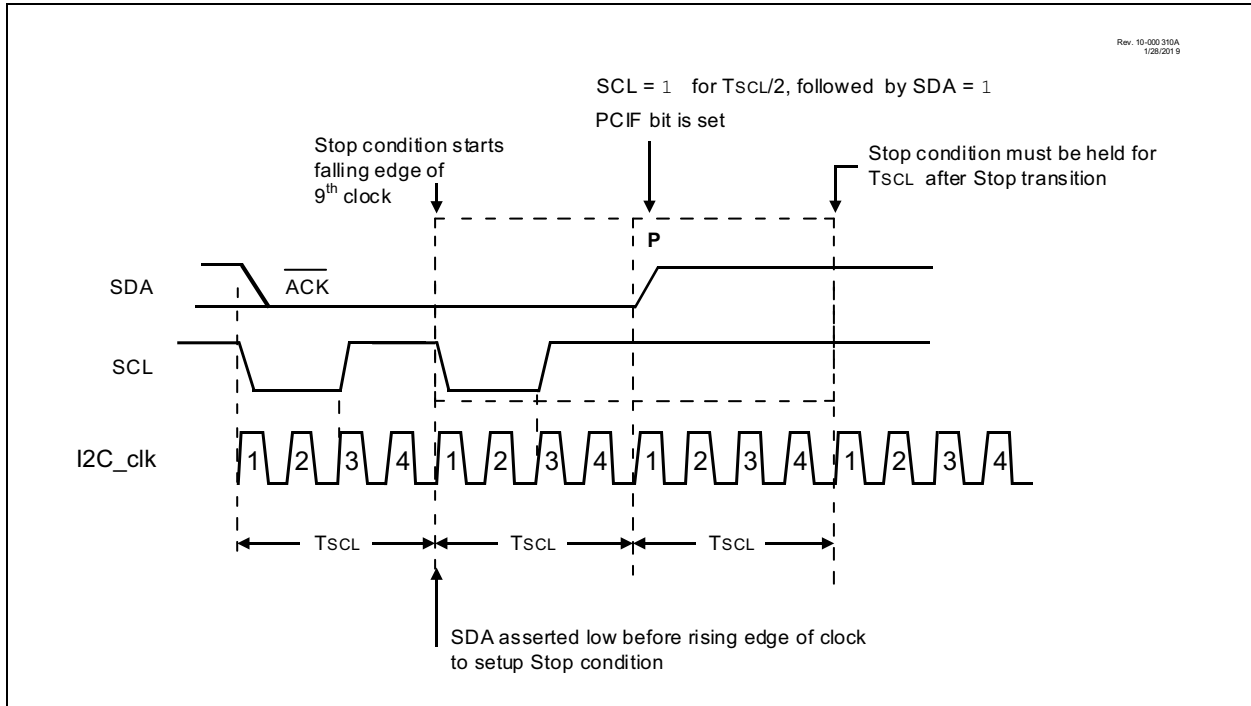 Rev. 10-000310A
1/28/2019
SCL = 1 for TSCL/2, followed by SDA = 1
PCIF bit is set
Stop condition starts
falling edge of
9th clock
Stop condition must be held for
TSCL after Stop transition
P
SDA
ACK
SCL
I2C_clk
1 2 3 4 1 2 3 4 1 2 3 4 1 2 3 4
TSCL TSCL TSCL
SDA asserted low before rising edge of clock
to setup Stop condition